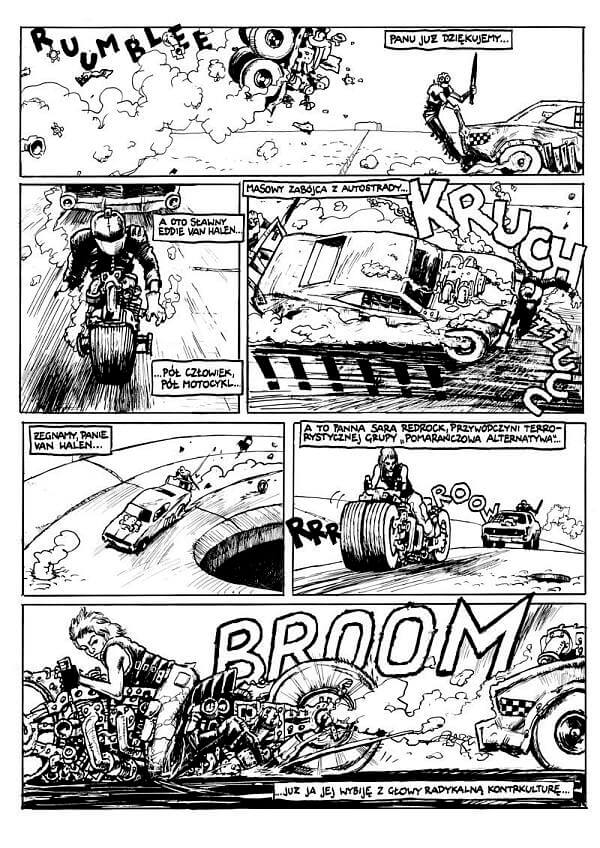 RUUMBLEE
PANU JUŻ DZIĘKUJEMY...
A OTO SŁAWNY
EDDIE VAN HALEN...
...PÓŁ CZŁOWIEK,
PÓŁ MOTOCYKL...
MASOWY ZABÓJCA Z AUTOSTRADY...
KRUCH
ZZUUU
ŻEGNAMY, PANIE
VAN HALEN...
A TO PANNA SARA REDROCK, PRZYWÓDCZYNI TERRO-
RYSTYCZNEJ GRUPY „POMARAŃCZOWA ALTERNATYWA"...
RRR
ROOW
BROOM
...JUŻ JA JEJ WYBIJĘ Z GŁOWY RADYKALNĄ KONTRKULTURĘ...